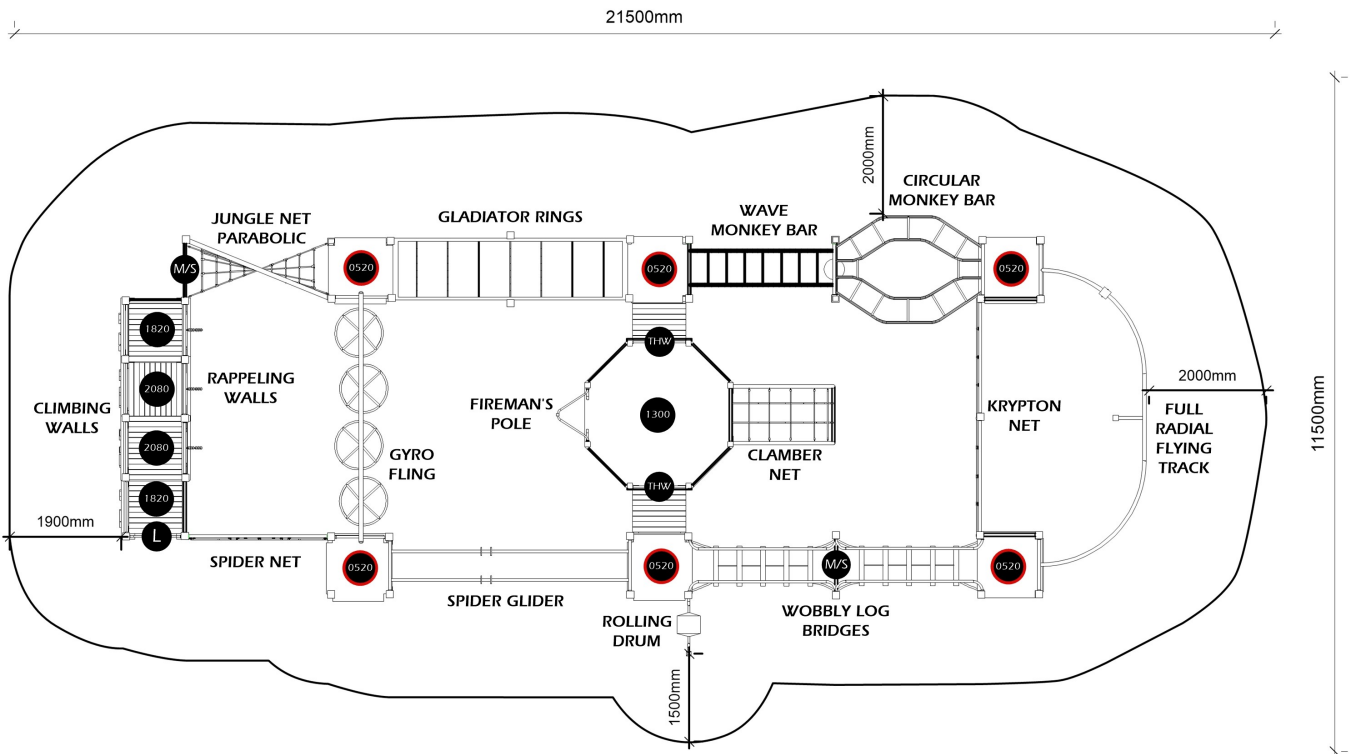 21500mm
2000mm
CIRCULAR
MONKEY BAR
JUNGLE NET
PARABOLIC
GLADIATOR RINGS
WAVE
MONKEY BAR
M/S
0520
0520
0520
1820
THW
RAPPELING
WALLS
2080
CLIMBING
WALLS
FIREMAN'S
POLE
1300
KRYPTON
NET
2000mm
FULL
RADIAL
FLYING
TRACK
11500mm
2080
GYRO
FLING
CLAMBER
NET
1820
THW
1900mm
L
SPIDER NET
0520
0520
M/S
0520
SPIDER GLIDER
ROLLING
DRUM
WOBBLY LOG
BRIDGES
1500mm